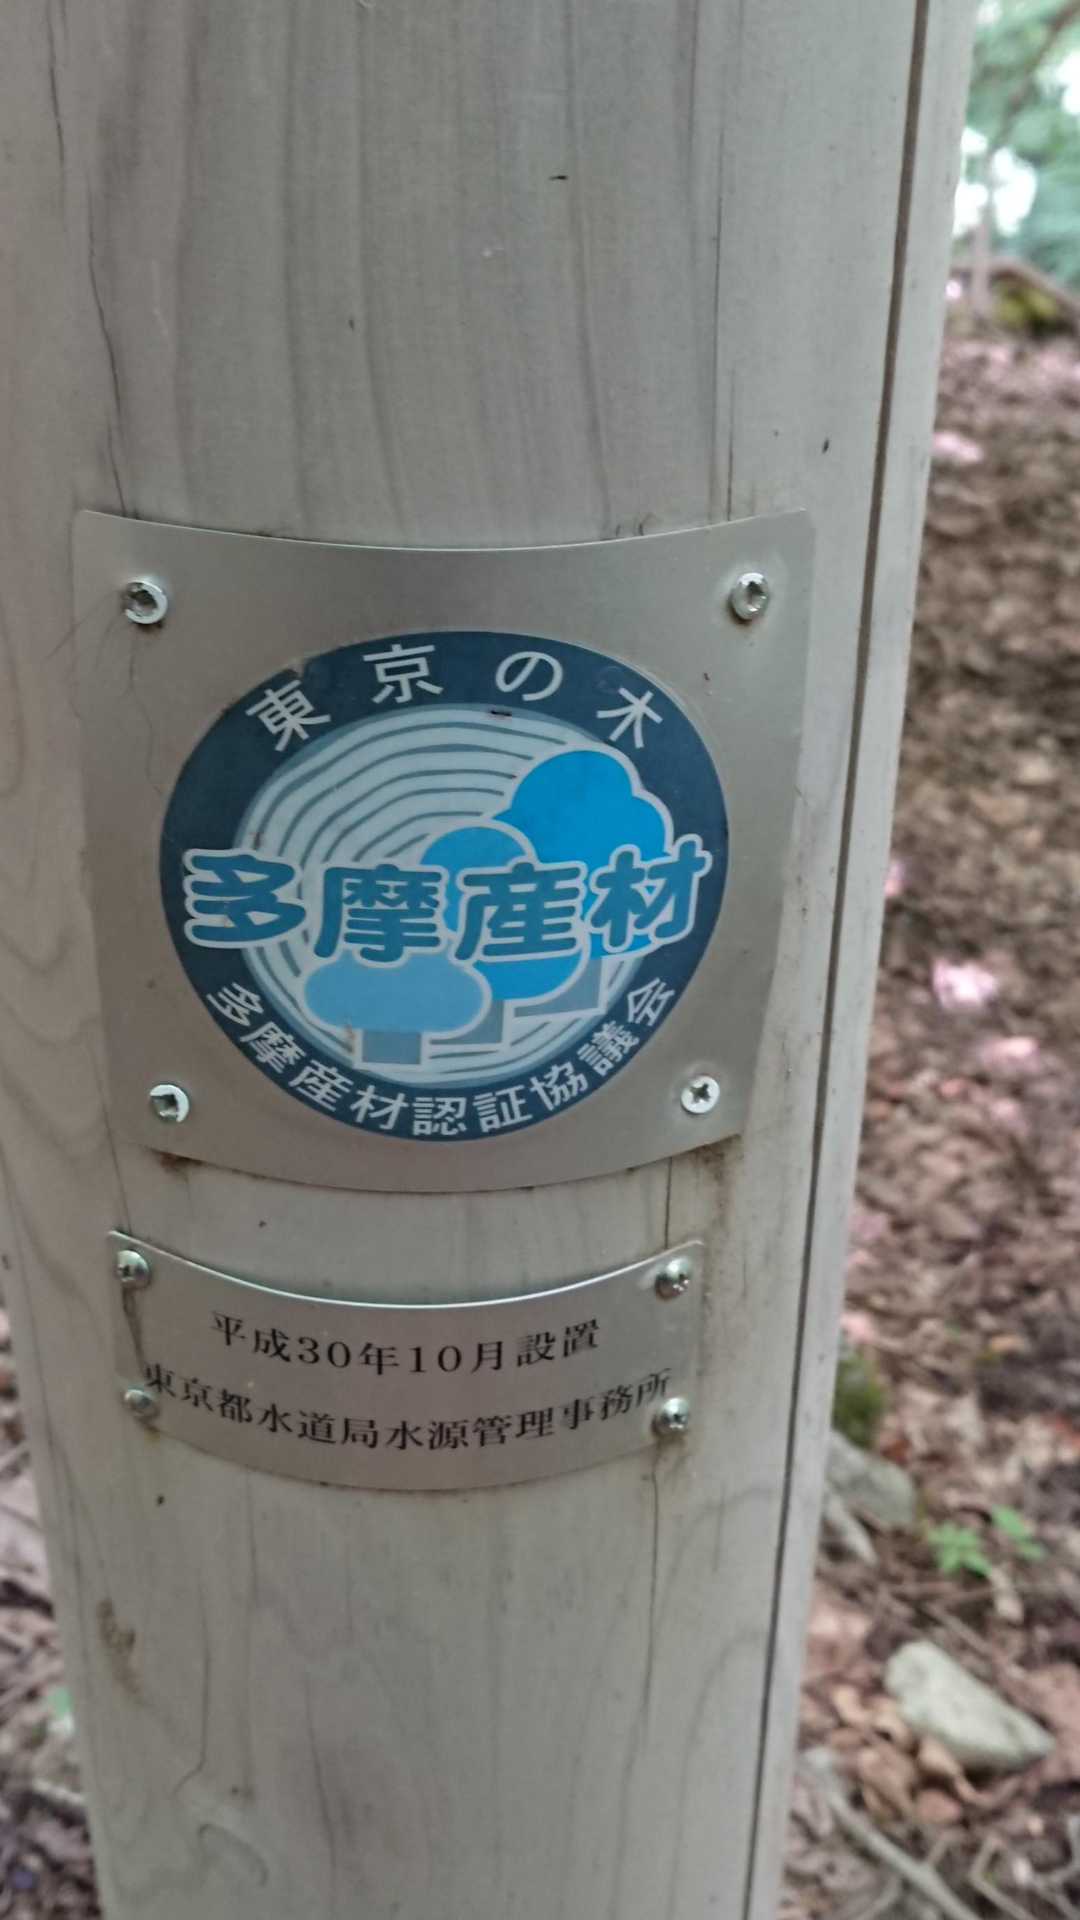 東京の木
多摩産材
多摩産材認証協議会
平成30年10月設置
東京都水道局水源管理事務所